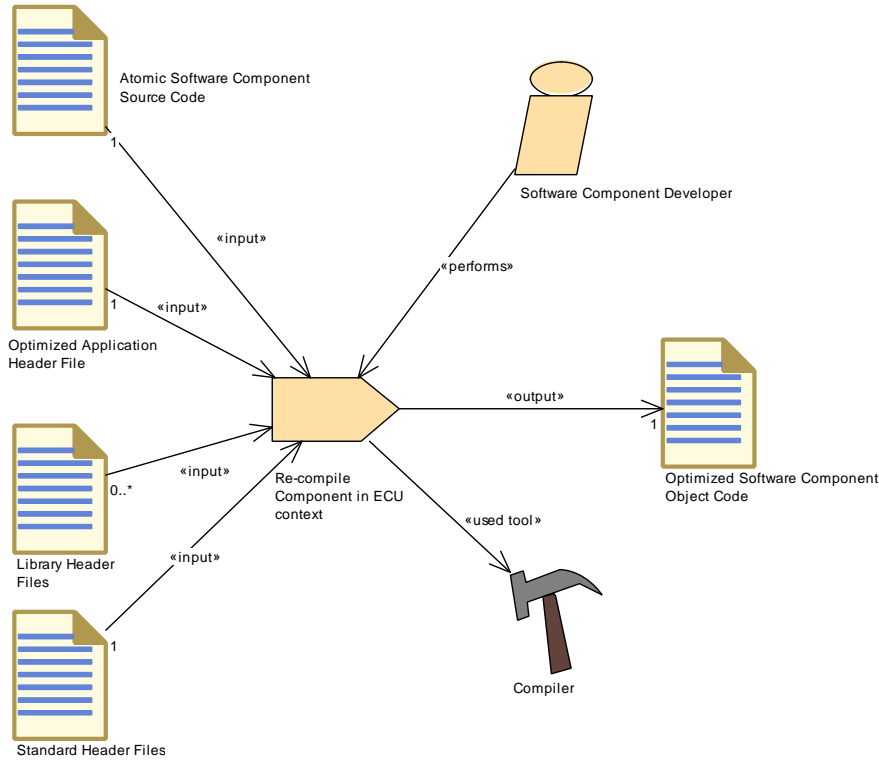 Atomic Software Component
Source Code
1
«input»
Software Component Developer
«performs»
1
«input»
Optimized Application
Header File
«output»
1
Optimized Software Component
Object Code
0..*
«input»
Library Header
Files
Re-compile
Component in ECU
context
«used tool»
«input»
1
Compiler
Standard Header Files